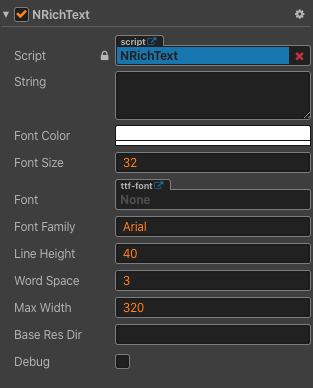 NRichText
script
Script NRichText
String
Font Color
Font Size 32
ttf-font
Font None
Font Family Arial
Line Height 40
Word Space 3
Max Width 320
Base Res Dir
Debug